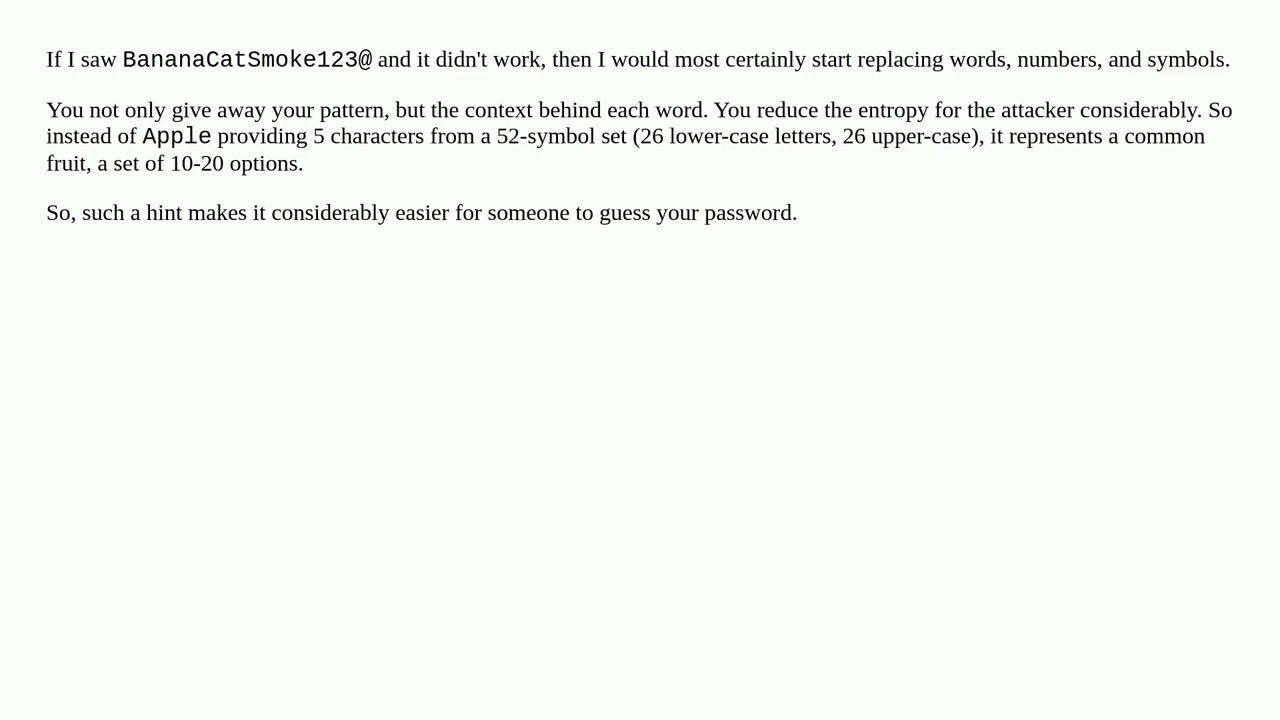 If I saw BananaCatSmoke123@ and it didn't work, then I would most certainly start replacing words, numbers, and symbols.
You not only give away your pattern, but the context behind each word. You reduce the entropy for the attacker considerably. So
instead of Apple providing 5 characters from a 52-symbol set (26 lower-case letters, 26 upper-case), it represents a common
fruit, a set of 10-20 options.
So, such a hint makes it considerably easier for someone to guess your password.